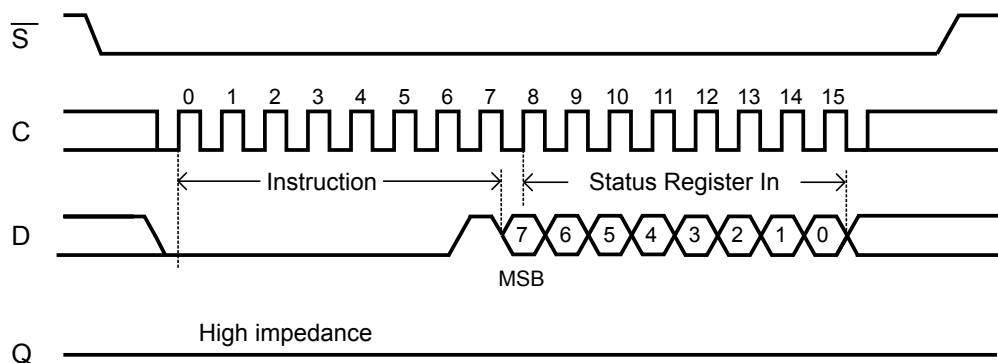 S
0 1 2 3 4 5 6 7 8 9 10 11 12 13 14 15
C
Instruction Status Register In
D 7 6 5 4 3 2 1 0
MSB
High impedance
Q